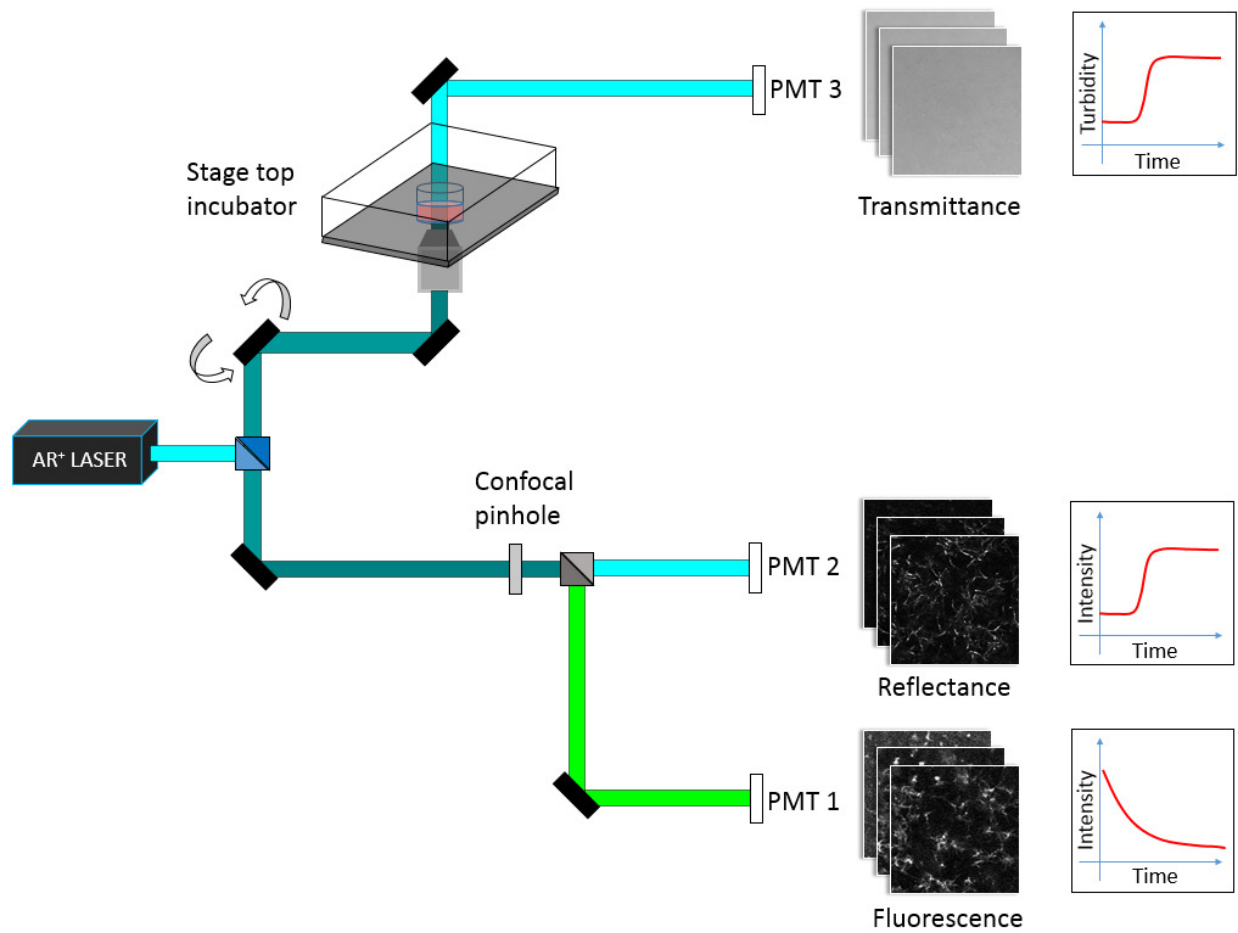 PMT 3
Turbidity
Time
Transmittance
Stage top
incubator
AR⁺ LASER
Confocal
pinhole
PMT 2
Intensity
Time
Reflectance
PMT 1
Intensity
Time
Fluorescence